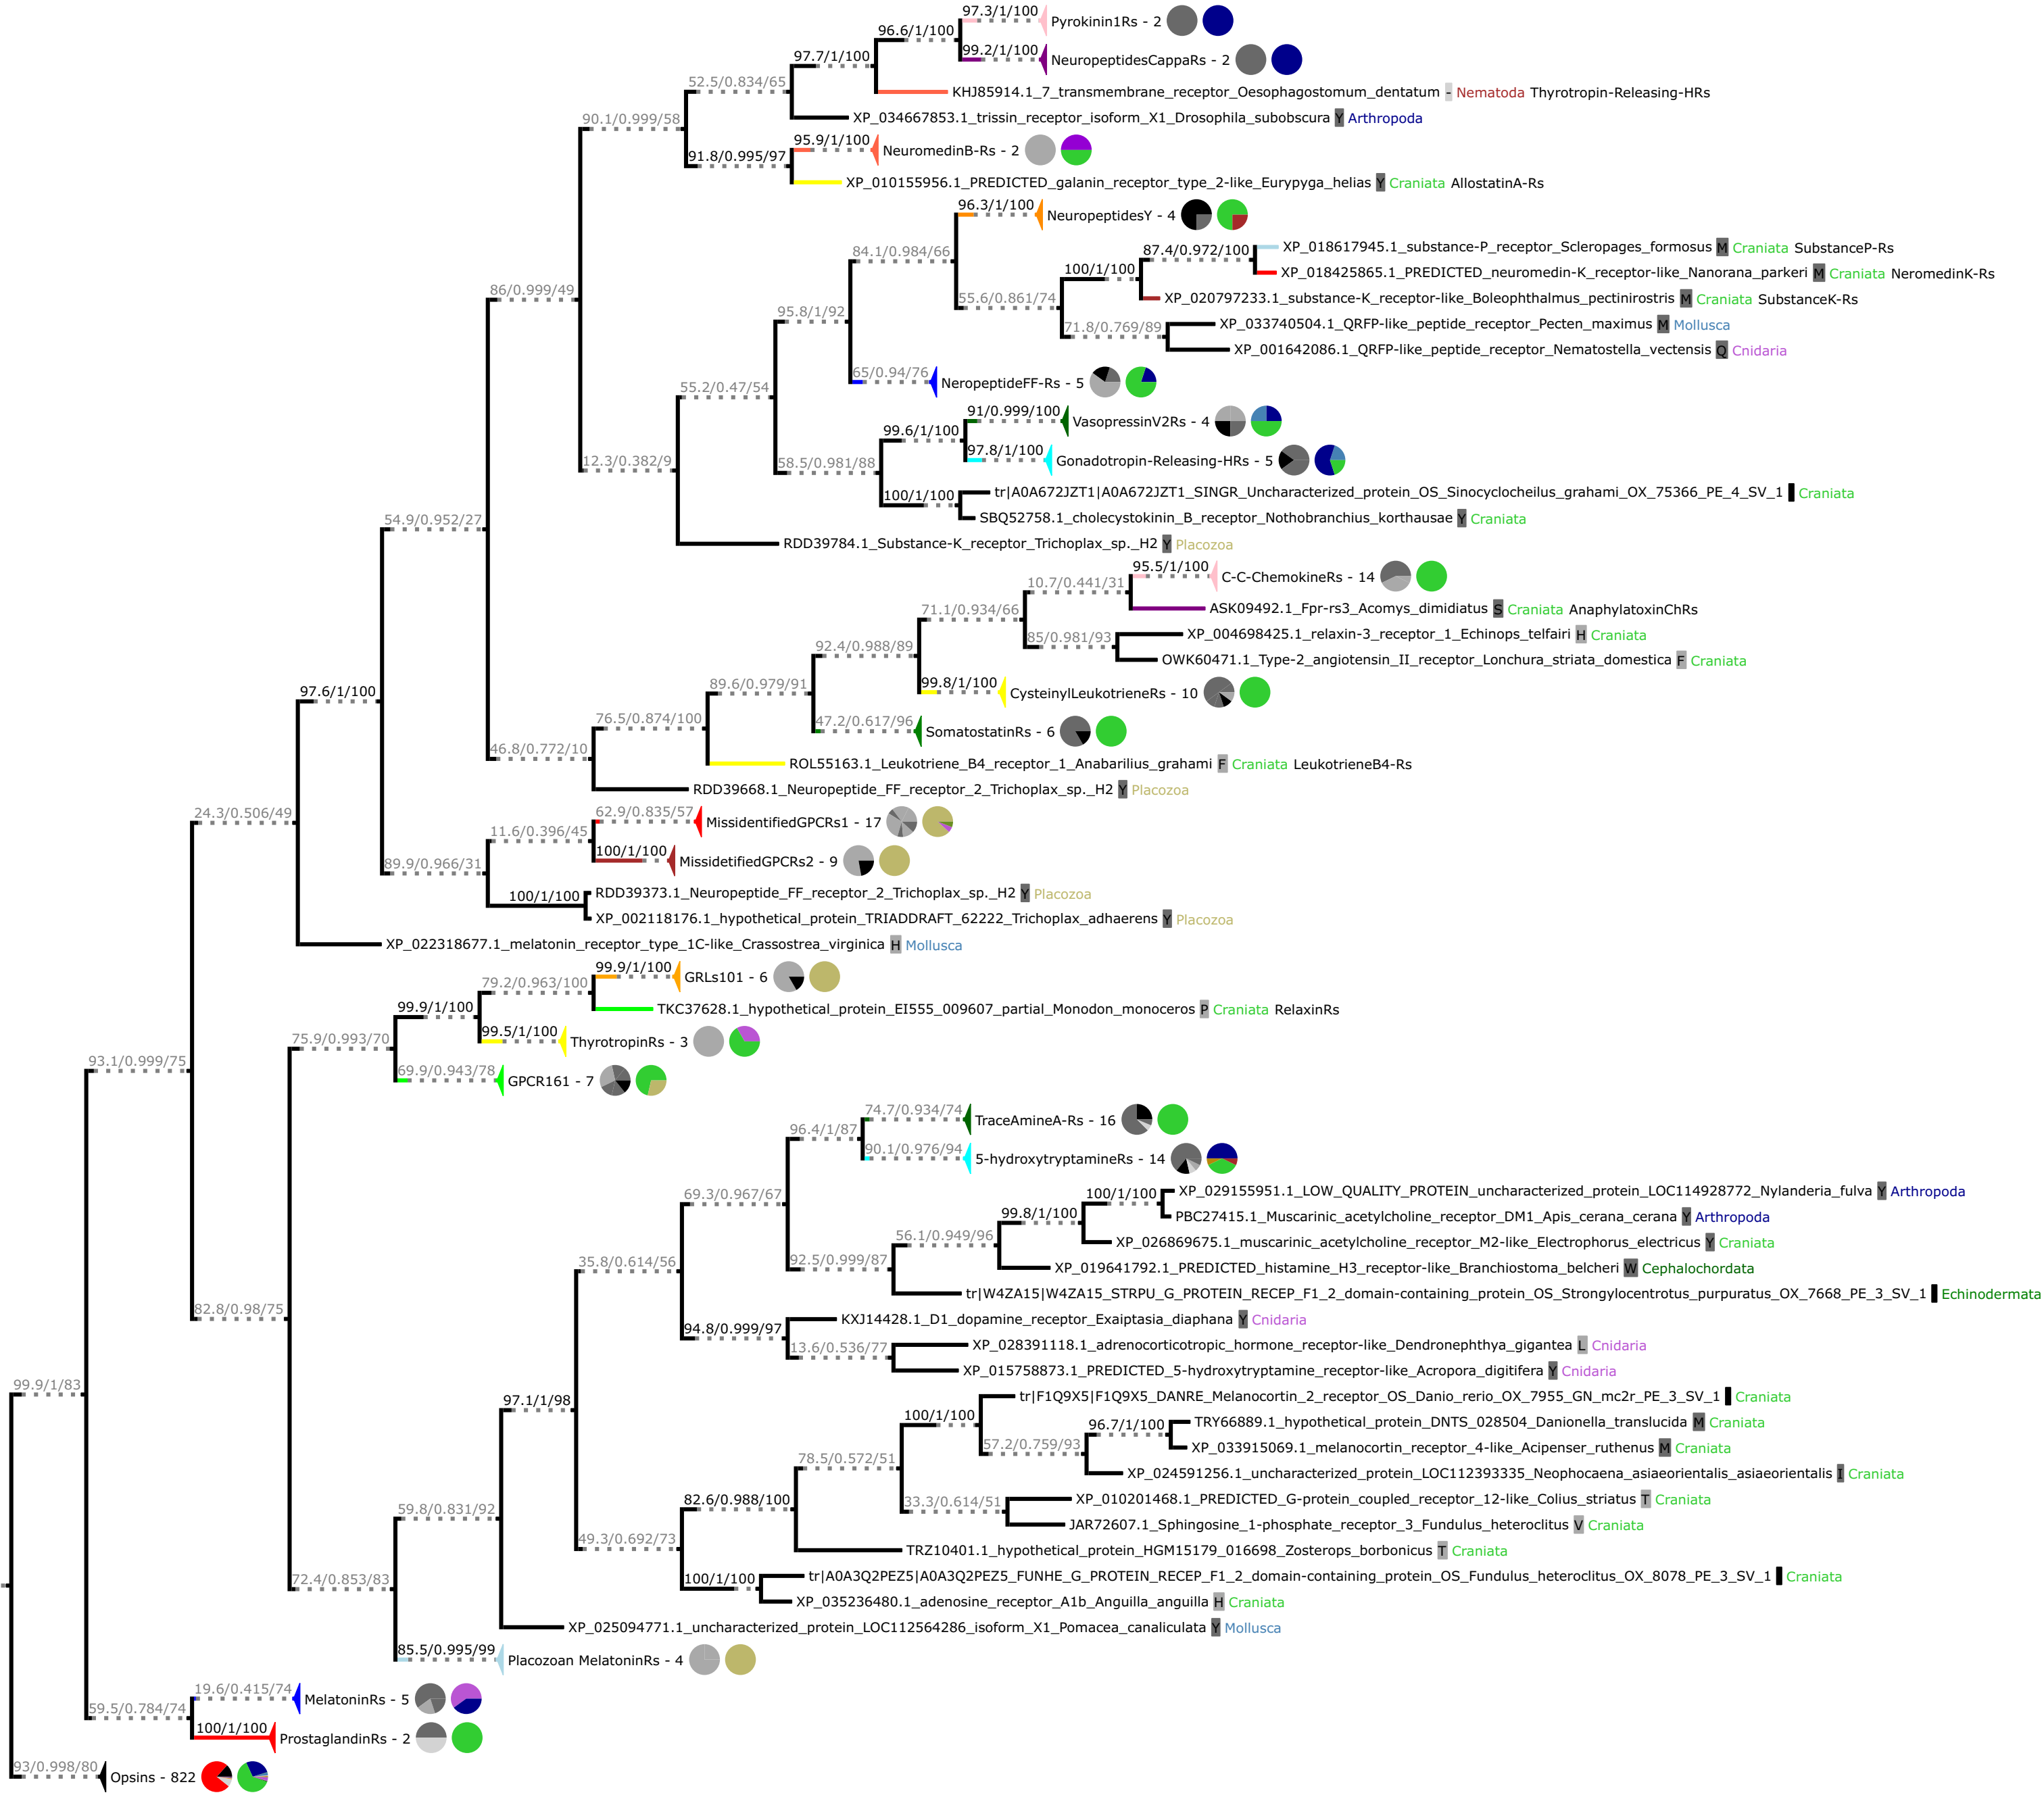 97.3/1/100
Pyrokinin1Rs - 2
96.6/1/100
99.2/1/100
NeuropeptidesCappaRs - 2
97.7/1/100
52.5/0.834/65
KHJ85914.1_7_transmembrane_receptor_Oesophagostomum_dentatum - Nematoda Thyrotropin-Releasing-HRs
XP_034667853.1_trissin_receptor_isoform_X1_Drosophila_subobscura Y Arthropoda
90.1/0.999/58
95.9/1/100
NeuromedinB-Rs - 2
91.8/0.995/97
XP_010155956.1_PREDICTED_galanin_receptor_type_2-like_Eurypyga_helias Y Craniata AllostatinA-Rs
96.3/1/100
NeuropeptidesY - 4
84.1/0.984/66
87.4/0.972/100
XP_018617945.1_substance-P_receptor_Scleropages_formosus M Craniata SubstanceP-Rs
100/1/100
XP_018425865.1_PREDICTED_neuromedin-K_receptor-like_Nanorana_parkeri M Craniata NeromedinK-Rs
86/0.999/49
XP_020797233.1_substance-K_receptor-like_Boleophthalmus_pectinirostris M Craniata SubstanceK-Rs
55.6/0.861/74
95.8/1/92
XP_033740504.1_QRFP-like_peptide_receptor_Pecten_maximus M Mollusca
71.8/0.769/89
XP_001642086.1_QRFP-like_peptide_receptor_Nematostella_vectensis Q Cnidaria
65/0.94/76
NeropeptideFF-Rs - 5
55.2/0.47/54
91/0.999/100
VasopressinV2Rs - 4
99.6/1/100
97.8/1/100
Gonadotropin-Releasing-HRs - 5
12.3/0.382/9
58.5/0.981/88
100/1/100
tr|A0A672JZT1|A0A672JZT1_SINGR_Uncharacterized_protein_OS_Sinocyclocheilus_grahami_OX_75366_PE_4_SV_1 Craniata
SBQ52758.1_cholecystokinin_B_receptor_Nothobranchius_korthausae Y Craniata
54.9/0.952/27
RDD39784.1_Substance-K_receptor_Trichoplax_sp._H2 Y Placozoa
95.5/1/100
C-C-ChemokineRs - 14
10.7/0.441/31
71.1/0.934/66
ASK09492.1_Fpr-rs3_Acomys_dimidiatus S Craniata AnaphylatoxinChRs
XP_004698425.1_relaxin-3_receptor_1_Echinops_telfairi H Craniata
85/0.981/93
92.4/0.988/89
OWK60471.1_Type-2_angiotensin_II_receptor_Lonchura_striata_domestica F Craniata
89.6/0.979/91
99.8/1/100
CysteinylLeukotrieneRs - 10
97.6/1/100
76.5/0.874/100
47.2/0.617/96
SomatostatinRs - 6
46.8/0.772/10
ROL55163.1_Leukotriene_B4_receptor_1_Anabarilius_grahami F Craniata LeukotrieneB4-Rs
RDD39668.1_Neuropeptide_FF_receptor_2_Trichoplax_sp._H2 Y Placozoa
24.3/0.506/49
62.9/0.835/57
MissidentifiedGPCRs1 - 17
11.6/0.396/45
100/1/100
MissidetifiedGPCRs2 - 9
89.9/0.966/31
100/1/100
RDD39373.1_Neuropeptide_FF_receptor_2_Trichoplax_sp._H2 Y Placozoa
XP_002118176.1_hypothetical_protein_TRIADDRAFT_62222_Trichoplax_adhaerens Y Placozoa
XP_022318677.1_melatonin_receptor_type_1C-like_Crassostrea_virginica H Mollusca
99.9/1/100
GRLs101 - 6
79.2/0.963/100
99.9/1/100
TKC37628.1_hypothetical_protein_EI555_009607_partial_Monodon_monoceros P Craniata RelaxinRs
75.9/0.993/70
99.5/1/100
ThyrotropinRs - 3
93.1/0.999/75
69.9/0.943/78
GPCR161 - 7
74.7/0.934/74
TraceAmineA-Rs - 16
96.4/1/87
90.1/0.976/94
5-hydroxytryptamineRs - 14
69.3/0.967/67
100/1/100
XP_029155951.1_LOW_QUALITY_PROTEIN_uncharacterized_protein_LOC114928772_Nylanderia_fulva Y Arthropoda
99.8/1/100
PBC27415.1_Muscarinic_acetylcholine_receptor_DM1_Apis_cerana_cerana Y Arthropoda
56.1/0.949/96
XP_026869675.1_muscarinic_acetylcholine_receptor_M2-like_Electrophorus_electricus Y Craniata
35.8/0.614/56
92.5/0.999/87
XP_019641792.1_PREDICTED_histamine_H3_receptor-like_Branchiostoma_belcheri W Cephalochordata
tr|W4ZA15|W4ZA15_STRPU_G_PROTEIN_RECEP_F1_2_domain-containing_protein_OS_Strongylocentrotus_purpuratus_OX_7668_PE_3_SV_1 Echinodermata
82.8/0.98/75
KXJ14428.1_D1_dopamine_receptor_Exaiptasia_diaphana Y Cnidaria
94.8/0.999/97
XP_028391118.1_adrenocorticotropic_hormone_receptor-like_Dendronephthya_gigantea L Cnidaria
13.6/0.536/77
XP_015758873.1_PREDICTED_5-hydroxytryptamine_receptor-like_Acropora_digitifera Y Cnidaria
99.9/1/83
97.1/1/98
tr|F1Q9X5|F1Q9X5_DANRE_Melanocortin_2_receptor_OS_Danio_rerio_OX_7955_GN_mc2r_PE_3_SV_1 Craniata
100/1/100
96.7/1/100
TRY66889.1_hypothetical_protein_DNTS_028504_Danionella_translucida M Craniata
57.2/0.759/93
XP_033915069.1_melanocortin_receptor_4-like_Acipenser_ruthenus M Craniata
78.5/0.572/51
XP_024591256.1_uncharacterized_protein_LOC112393335_Neophocaena_asiaeorientalis_asiaeorientalis I Craniata
82.6/0.988/100
33.3/0.614/51
XP_010201468.1_PREDICTED_G-protein_coupled_receptor_12-like_Colius_striatus T Craniata
59.8/0.831/92
JAR72607.1_Sphingosine_1-phosphate_receptor_3_Fundulus_heteroclitus V Craniata
49.3/0.692/73
TRZ10401.1_hypothetical_protein_HGM15179_016698_Zosterops_borbonicus T Craniata
72.4/0.853/83
100/1/100
tr|A0A3Q2PEZ5|A0A3Q2PEZ5_FUNHE_G_PROTEIN_RECEP_F1_2_domain-containing_protein_OS_Fundulus_heteroclitus_OX_8078_PE_3_SV_1 Craniata
XP_035236480.1_adenosine_receptor_A1b_Anguilla_anguilla H Craniata
XP_025094771.1_uncharacterized_protein_LOC112564286_isoform_X1_Pomacea_canaliculata Y Mollusca
85.5/0.995/99
Placozoan MelatoninRs - 4
19.6/0.415/74
MelatoninRs - 5
59.5/0.784/74
100/1/100
ProstaglandinRs - 2
93/0.998/80
Opsins - 822